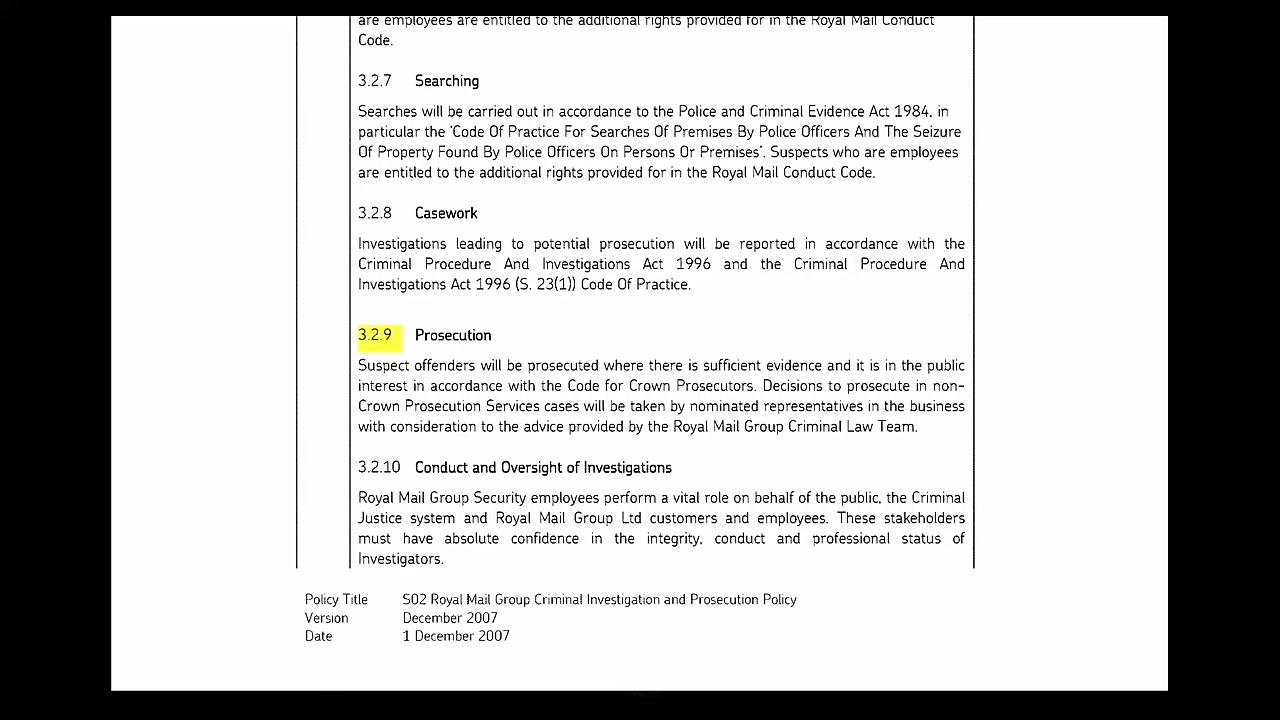 are employees are entitled to the additional rights provided for in the Royal Mail Conduct
Code.
3.2.7 Searching
Searches will be carried out in accordance to the Police and Criminal Evidence Act 1984, in
particular the 'Code Of Practice For Searches Of Premises By Police Officers And The Seizure
Of Property Found By Police Officers On Persons Or Premises'. Suspects who are employees
are entitled to the additional rights provided for in the Royal Mail Conduct Code.
3.2.8 Casework
Investigations leading to potential prosecution will be reported in accordance with the
Criminal Procedure And Investigations Act 1996 and the Criminal Procedure And
Investigations Act 1996 (S. 23(1)) Code Of Practice.
3.2.9 Prosecution
Suspect offenders will be prosecuted where there is sufficient evidence and it is in the public
interest in accordance with the Code for Crown Prosecutors. Decisions to prosecute in non-
Crown Prosecution Services cases will be taken by nominated representatives in the business
with consideration to the advice provided by the Royal Mail Group Criminal Law Team.
3.2.10 Conduct and Oversight of Investigations
Royal Mail Group Security employees perform a vital role on behalf of the public, the Criminal
Justice system and Royal Mail Group Ltd customers and employees. These stakeholders
must have absolute confidence in the integrity, conduct and professional status of
Investigators.
Policy Title S02 Royal Mail Group Criminal Investigation and Prosecution Policy
Version December 2007
Date 1 December 2007